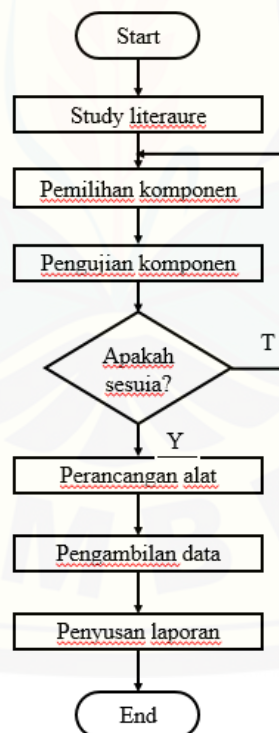 Start
Study literaure
Pemilihan komponen
Pengujian komponen
Apakah
sesuia?
T
Y
Perancangan alat
Pengambilan data
Penyusan laporan
End